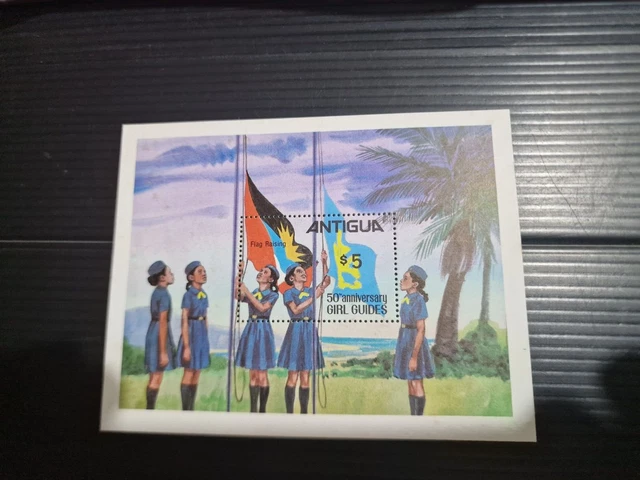 ANTIGUA
Flag Raising
$5
50th anniversary
GIRL GUIDES